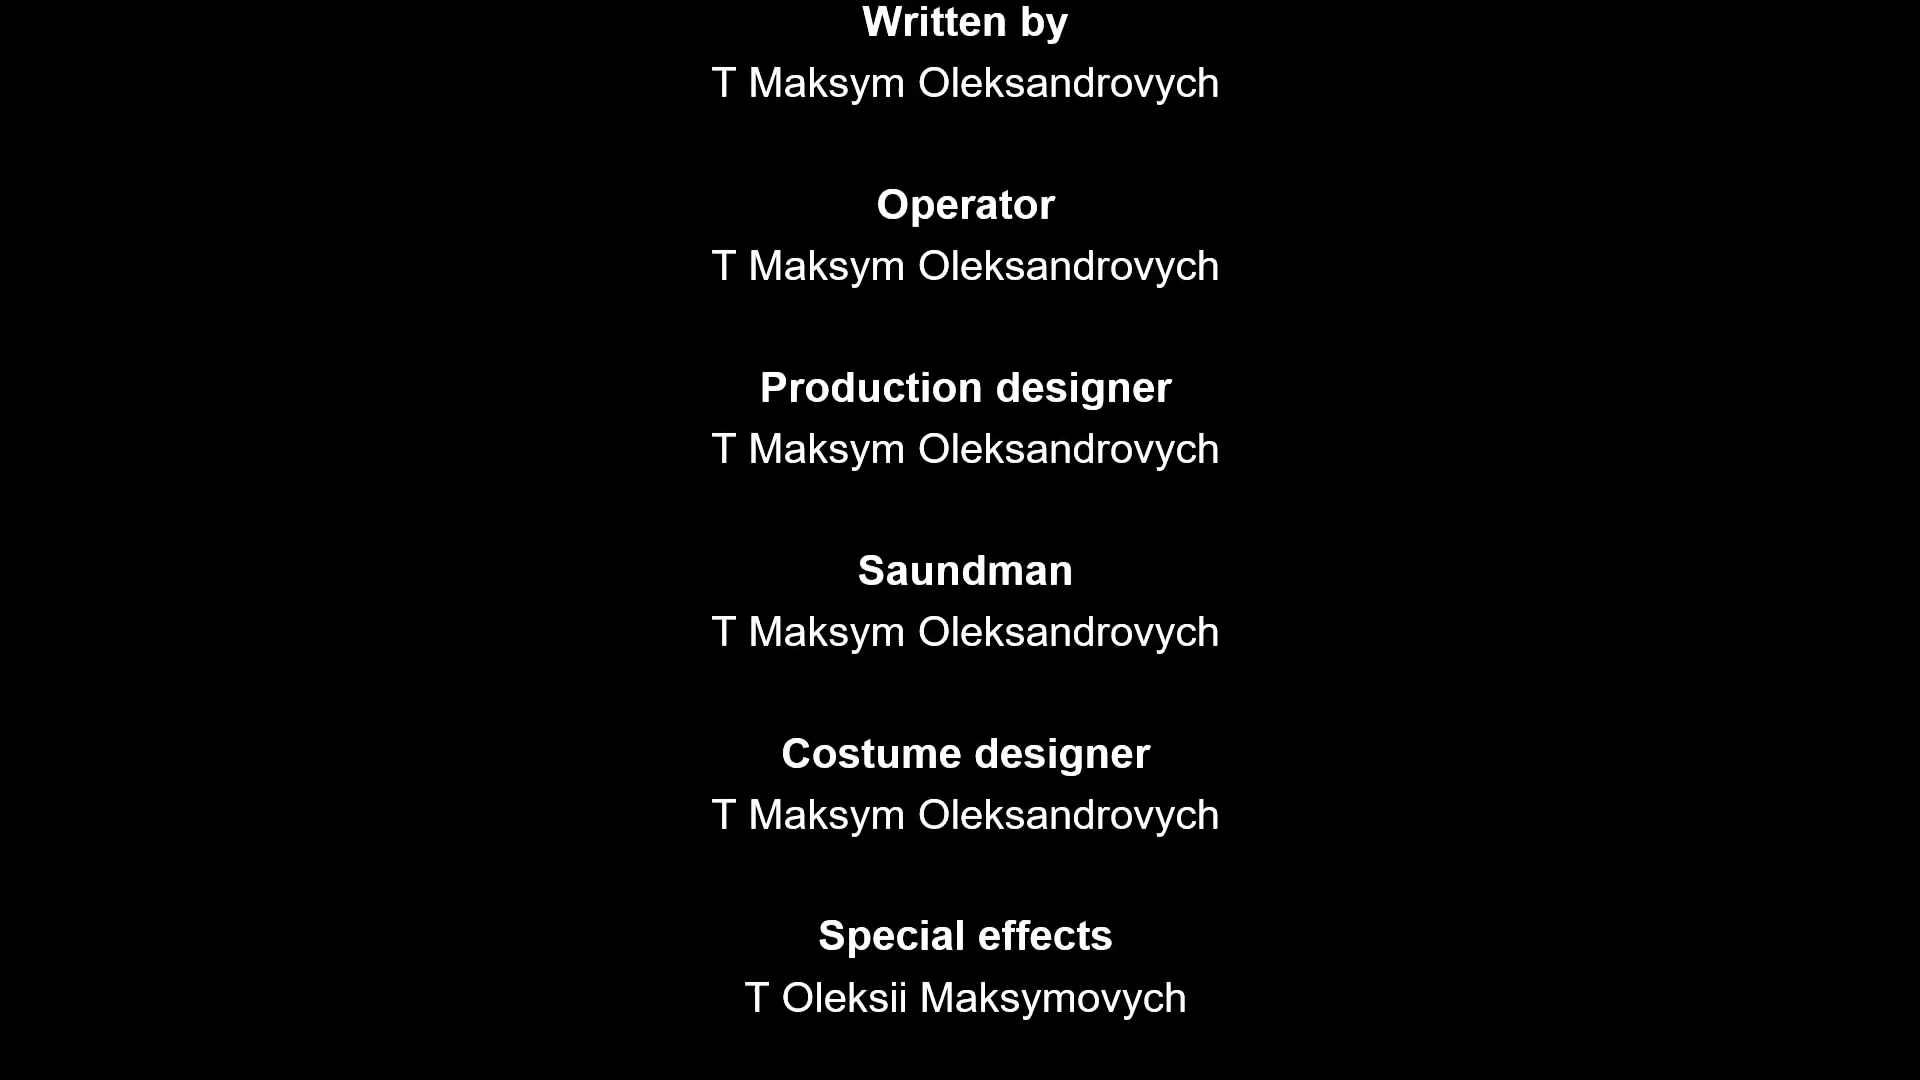 Written by
T Maksym Oleksandrovych
Operator
T Maksym Oleksandrovych
Production designer
T Maksym Oleksandrovych
Saundman
T Maksym Oleksandrovych
Costume designer
T Maksym Oleksandrovych
Special effects
T Oleksii Maksymovych